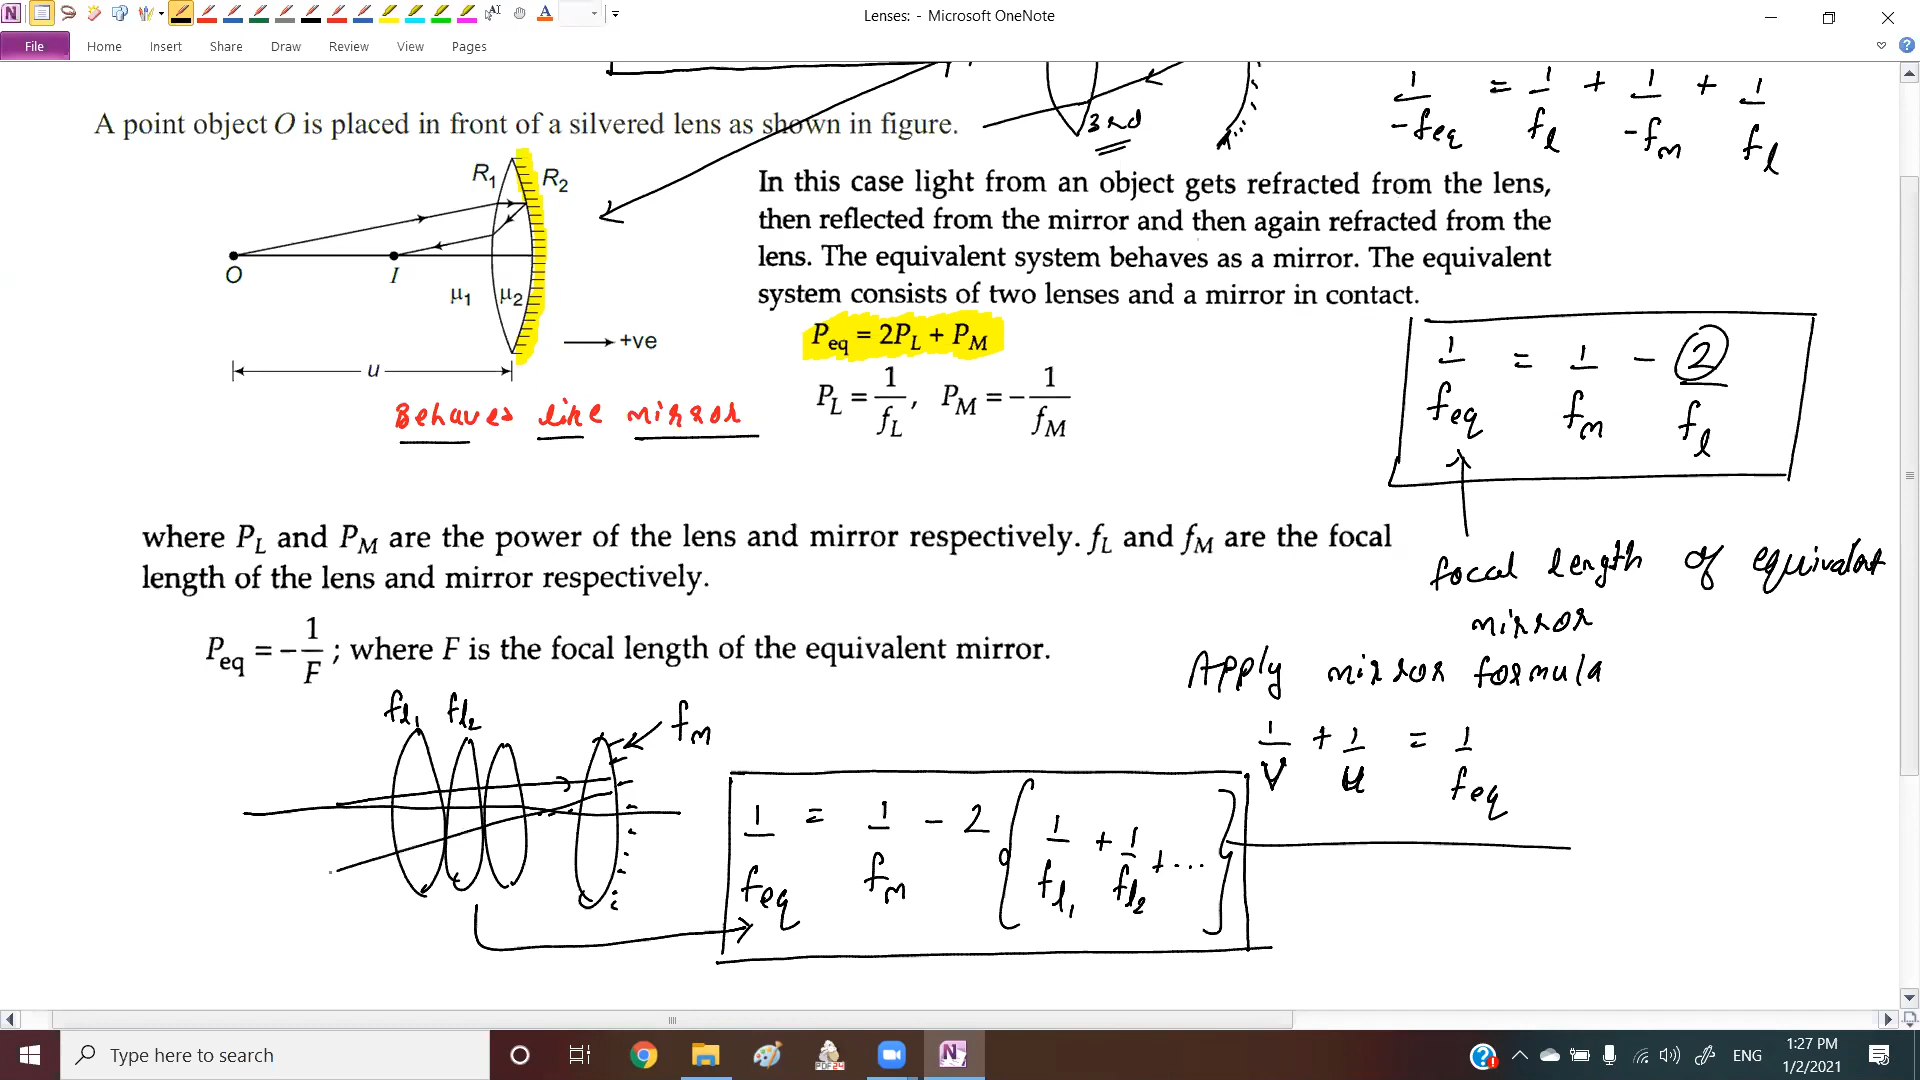 Lenses: - Microsoft OneNote
File Home Insert Share Draw Review View Pages
1/-feq = 1/fl + 1/-fm + 1/fl
3rd
A point object O is placed in front of a silvered lens as shown in figure.
R1 R2
O I μ1 μ2
+ve
u
Behaves like mirror
In this case light from an object gets refracted from the lens,
then reflected from the mirror and then again refracted from the
lens. The equivalent system behaves as a mirror. The equivalent
system consists of two lenses and a mirror in contact.
Peq = 2PL + PM
PL = 1/fL, PM = - 1/fM
1/feq = 1/fm - 2/fl
focal length of equivalent
mirror
where PL and PM are the power of the lens and mirror respectively. fL and fM are the focal
length of the lens and mirror respectively.
Peq = - 1/F ; where F is the focal length of the equivalent mirror.
Apply mirror formula
1/v + 1/u = 1/feq
fl1 fl2 fm
1/feq = 1/fm - 2 { 1/fl1 + 1/fl2 + ... }
Type here to search
PDF24
ENG
1:27 PM
1/2/2021